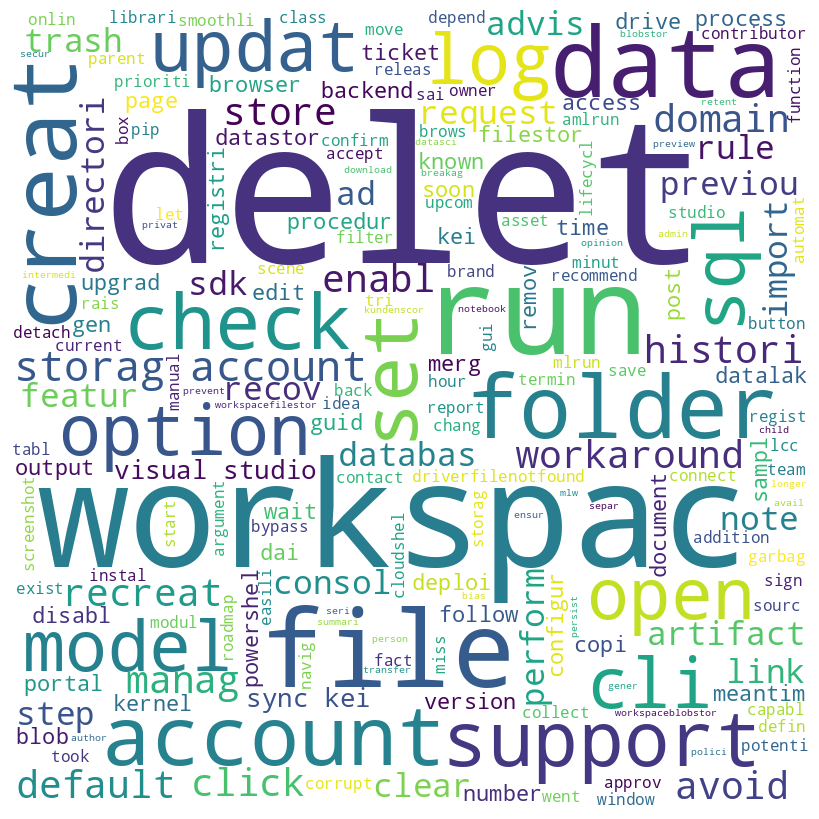 onlin
librari
smoothli
class
move
depend
drive
process
blobstor
contributor
secur
trash
updat
log
advis
data
parent
ticket
releas
prioriti
browser
backend
sai
owner
access
amlrun
function
creat
page
store
request
domain
retent
box
pip
datastor
confirm
brows
filestor
datasci
accept
download
breakag
known
rule
preview
directori
registri
delet
ad
soon
upcom
lifecycl
previou
let
privat
procedur
asset
studio
automat
filter
kei
time
admin
opinion
intermedi
upgrad
scene
sdk
enabl
brand
minut
recommend
remov
post
sql
import
rais
edit
tri
kundenscor
notebook
gen
check
set
run
gui
button
detach
current
merg
mlrun
histori
storag
account
manual
back
hour
termin
save
datalak
featur
recov
prevent
workspacefilestor
idea
report
chang
folder
regist
child
option
guid
workaround
sampl
lcc
tabl
output
visual studio
databas
team
contact
driverfilenotfound
connect
longer
screenshot
start
argument
workspac
mlw
separ
storag
document
note
avail
wait
bypass
cloudshel
ensur
addition
garbag
instal
dai
exist
recreat
easili
consol
deploi
bias
open
sign
disabl
modul
roadmap
powershel
seri
summari
follow
perform
configur
persist
copi
sourc
artifact
model
file
person
fact
miss
portal
manag
navig
transfer
cli
link
gener
meantim
step
kernel
sync kei
version
collect
workspaceblobstor
capabl
blob
author
account
support
defin
potenti
took
polici
default
click
corrupt
clear
number
went
approv
window
avoid